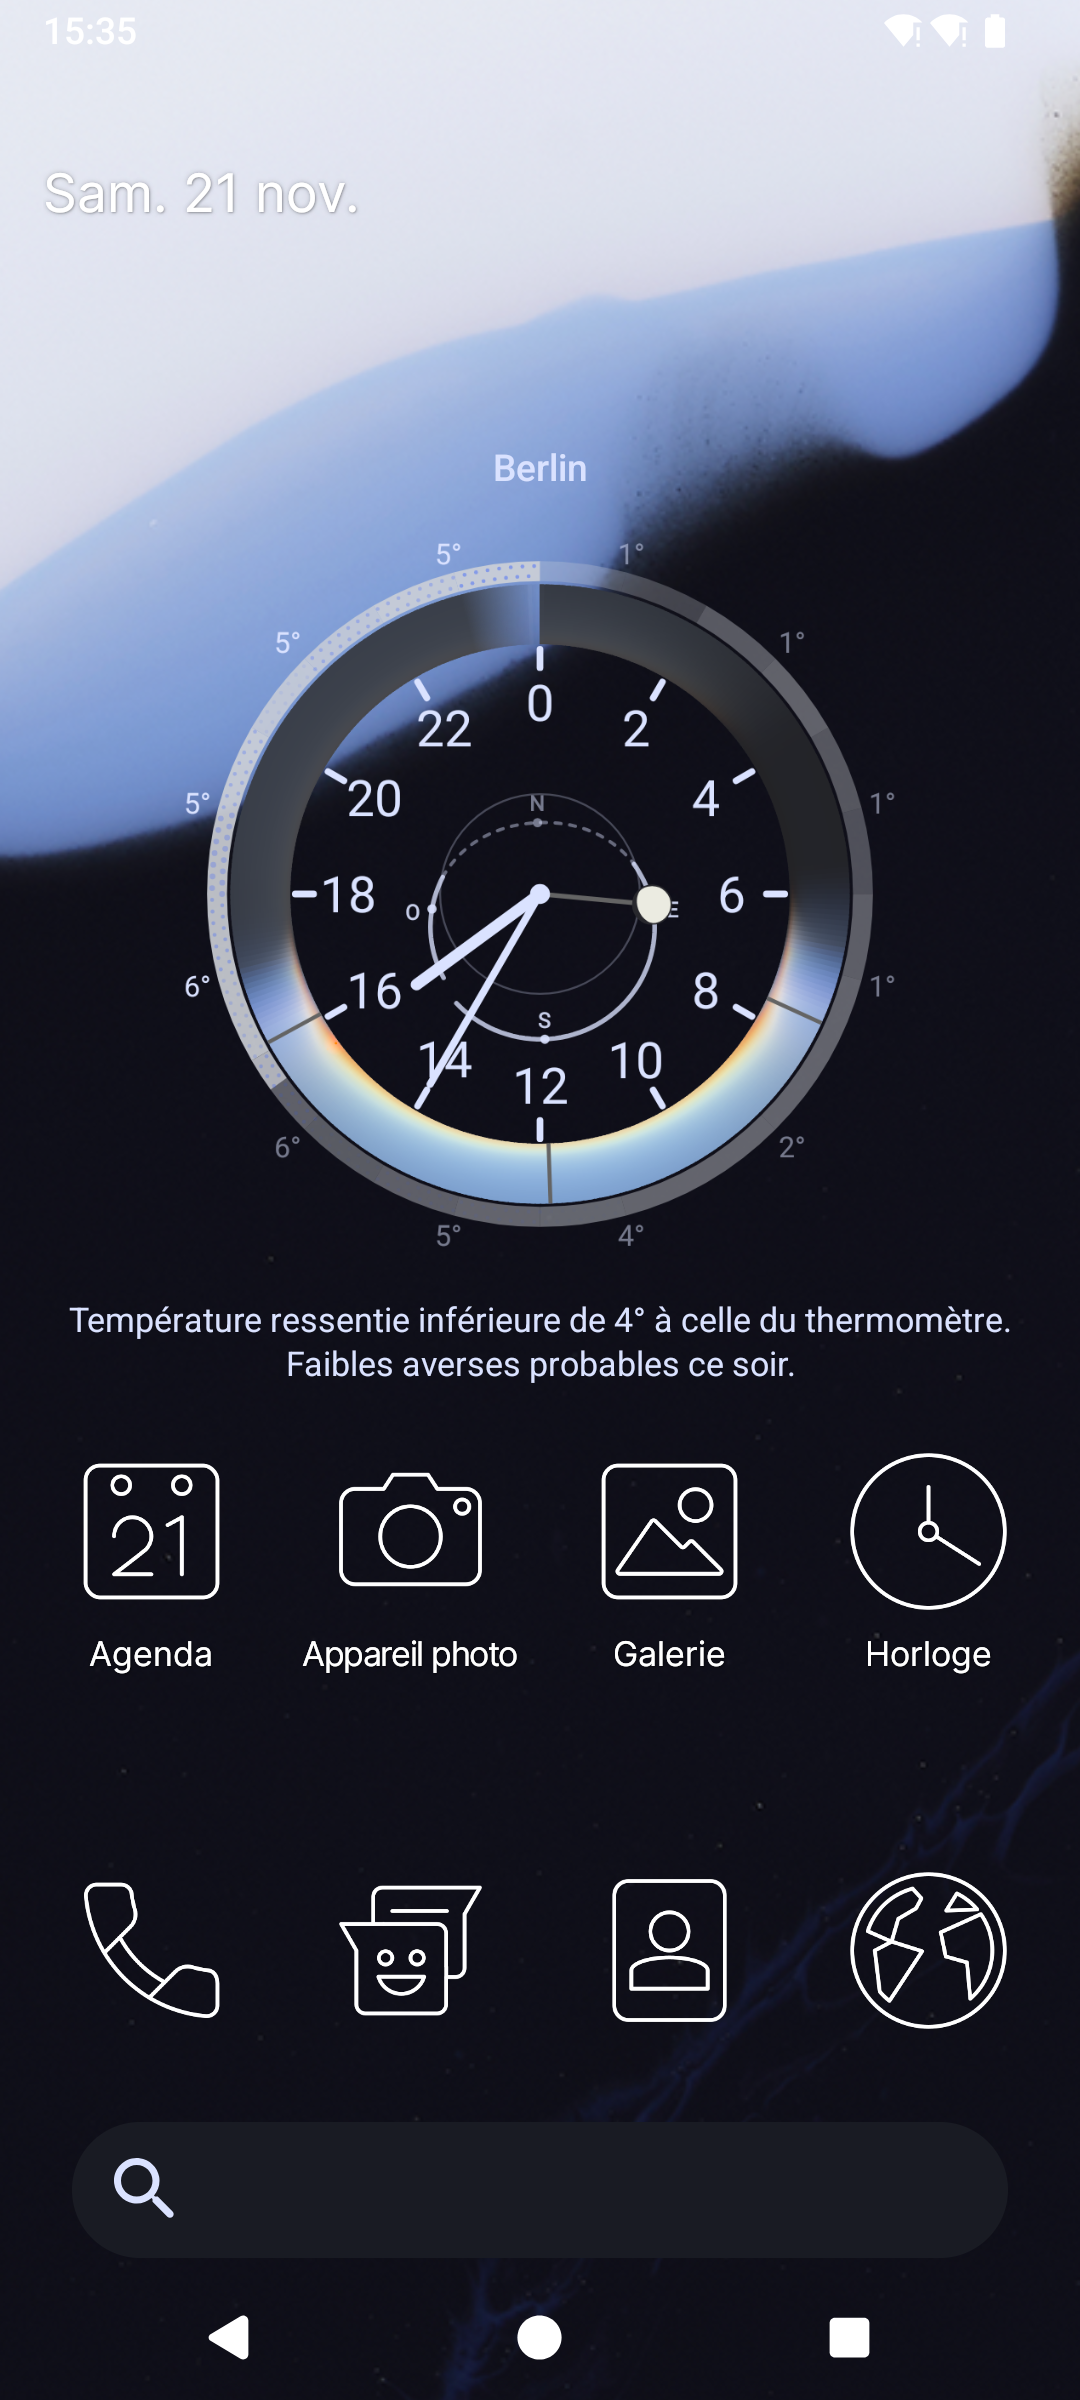 15:35
Sam. 21 nov.
Berlin
5° 1°
5° 1°
22 0 2
20 4
5° 1°
N
18 6
O E
6° 1°
16 8
S
14 12 10
6° 2°
5° 4°
Température ressentie inférieure de 4° à celle du thermomètre.
Faibles averses probables ce soir.
21
Agenda Appareil photo Galerie Horloge